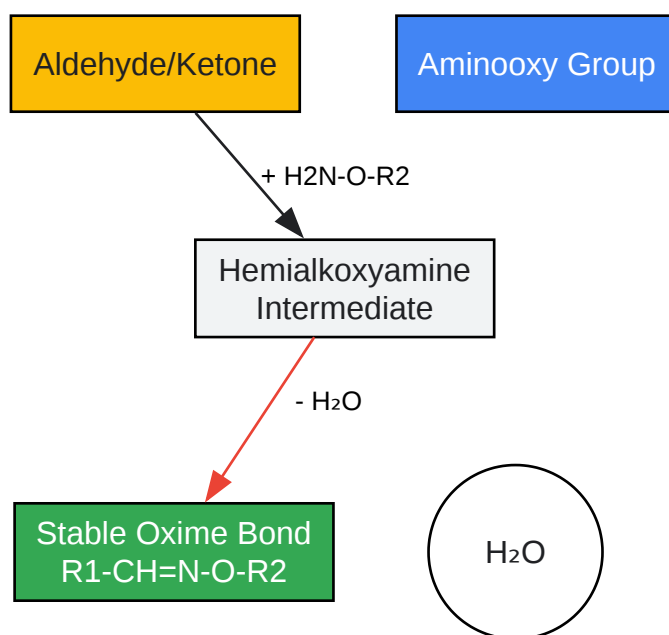 Aldehyde/Ketone
Aminooxy Group
+ H2N-O-R2
Hemialkoxyamine
Intermediate
- H₂O
Stable Oxime Bond
R1-CH=N-O-R2
H₂O